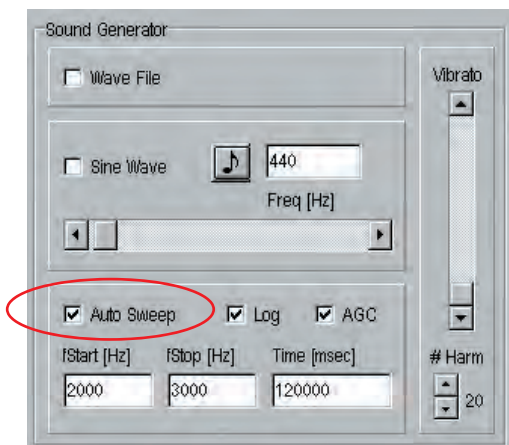 Sound Generator
Wave File
Vibrato
Sine Wave
440
Freq [Hz]
Auto Sweep
Log
AGC
fStart [Hz]
fStop [Hz]
Time [msec]
# Harm
2000
3000
120000
20